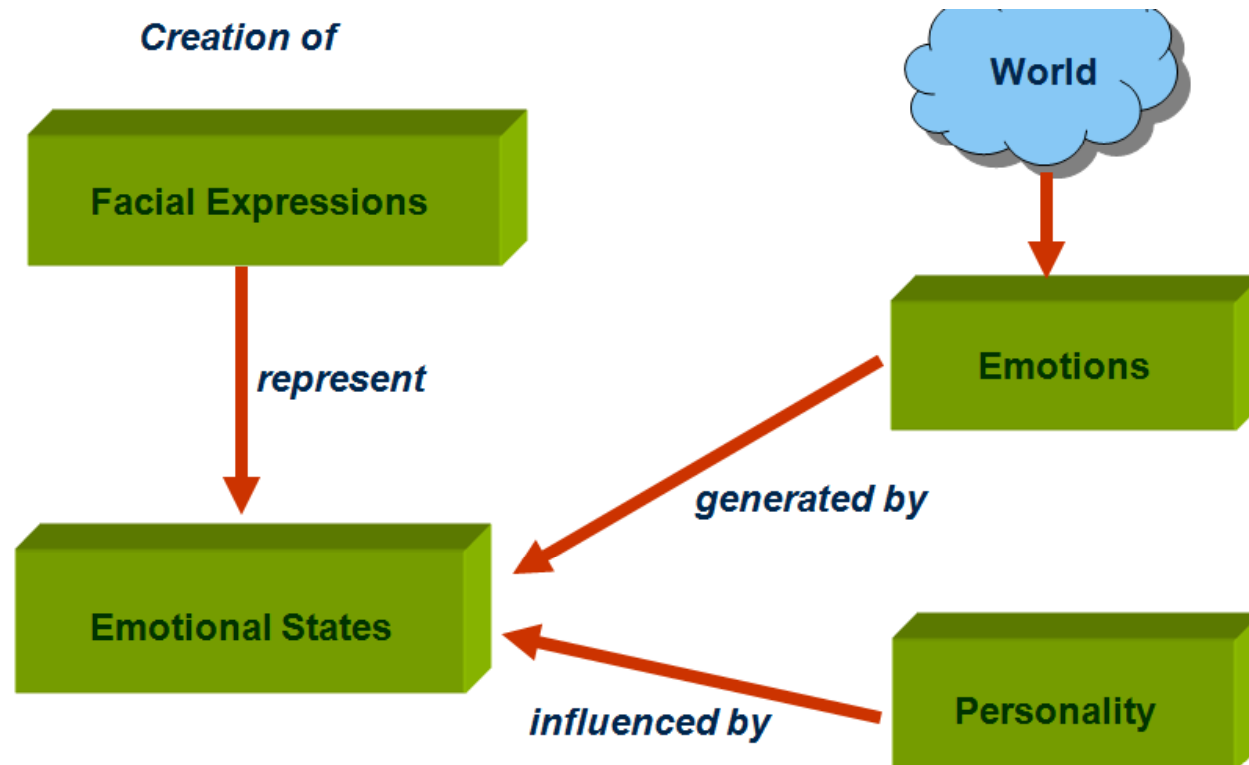 Creation of
World
Facial Expressions
Emotions
represent
generated by
Emotional States
Personality
influenced by